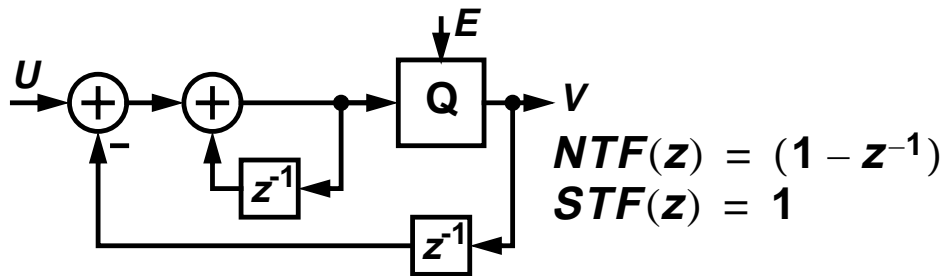 E
U
+
+
Q
V
−
z⁻¹
z⁻¹
NTF(z) = (1 − z⁻¹)
STF(z) = 1